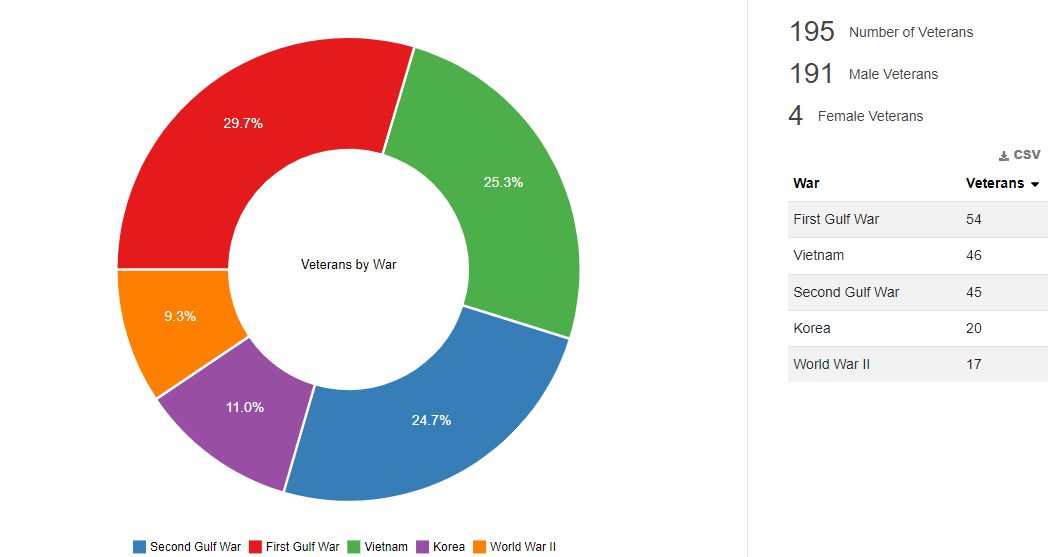 29.7%
25.3%
Veterans by War
9.3%
11.0%
24.7%
Second Gulf War First Gulf War Vietnam Korea World War II
195 Number of Veterans
191 Male Veterans
4 Female Veterans
CSV
War Veterans
First Gulf War 54
Vietnam 46
Second Gulf War 45
Korea 20
World War II 17